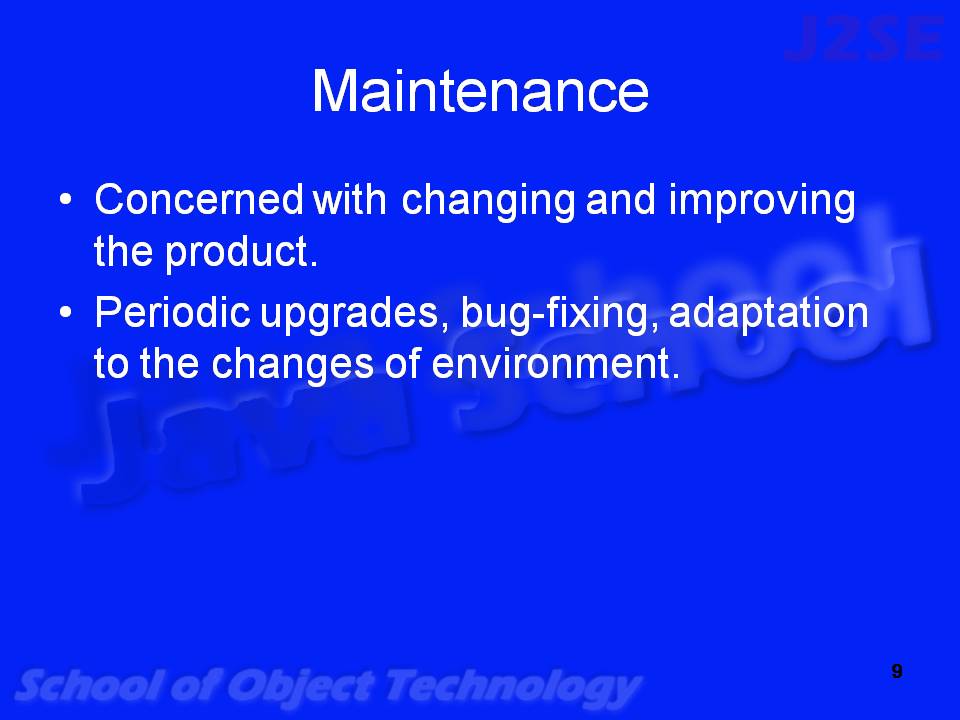 J2SE
Maintenance
• Concerned with changing and improving
the product.
• Periodic upgrades, bug-fixing, adaptation
to the changes of environment.
Java School
School of Object Technology
9